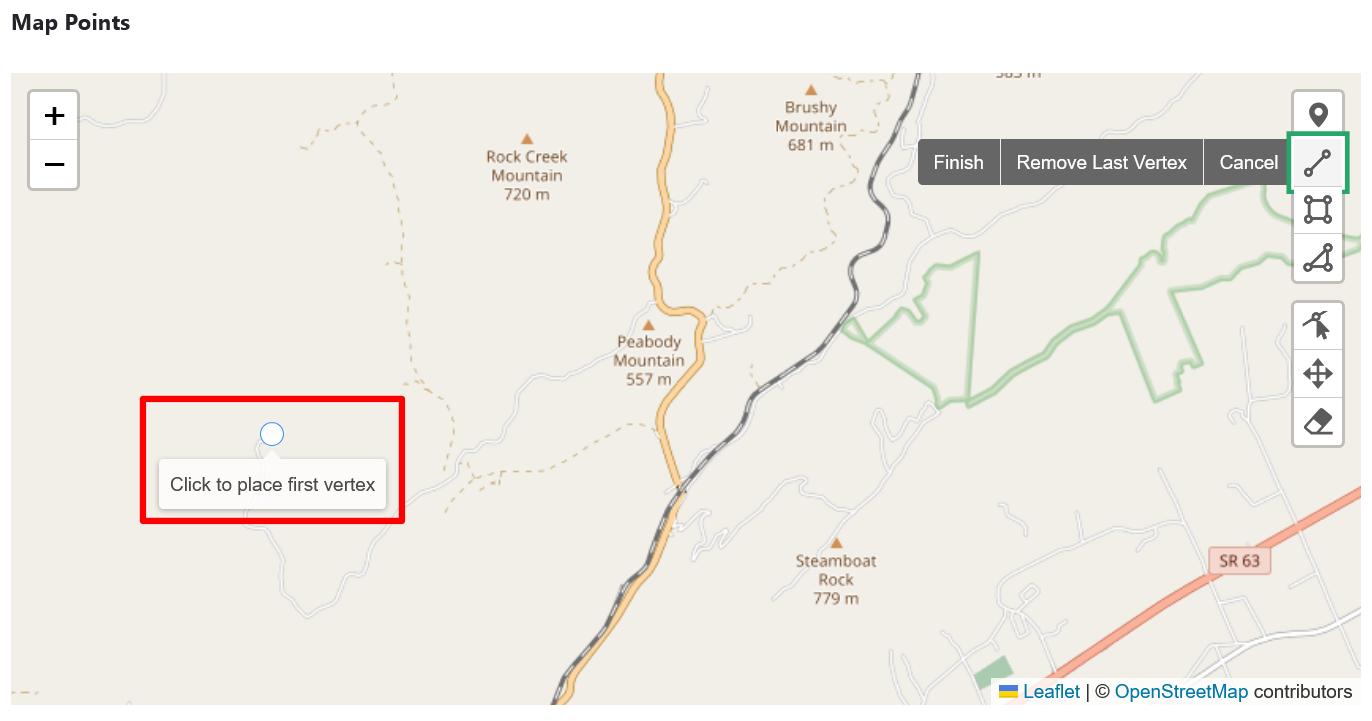 Map Points
+
−
Brushy
Mountain
681 m
Rock Creek
Mountain
720 m
Finish
Remove Last Vertex
Cancel
Peabody
Mountain
557 m
Click to place first vertex
Steamboat
Rock
779 m
SR 63
Leaflet | © OpenStreetMap contributors